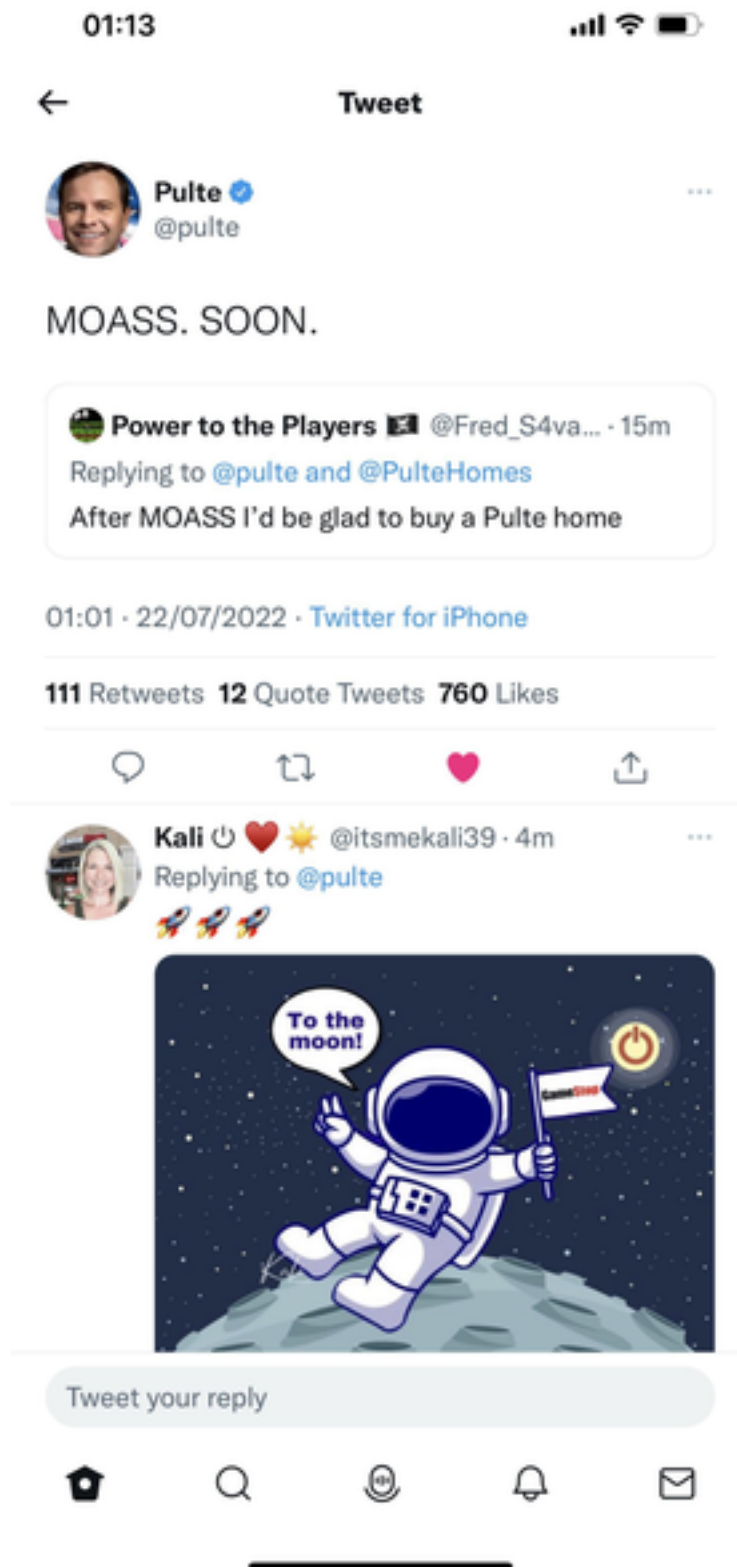 01:13
Tweet
Pulte
@pulte
MOASS. SOON.
Power to the Players 🏴‍☠️ @Fred_S4va... · 15m
Replying to @pulte and @PulteHomes
After MOASS I'd be glad to buy a Pulte home
01:01 · 22/07/2022 · Twitter for iPhone
111 Retweets 12 Quote Tweets 760 Likes
Kali ⏻ ❤️ ☀️ @itsmekali39 · 4m
Replying to @pulte
🚀🚀🚀
To the
moon!
GameStop
Tweet your reply